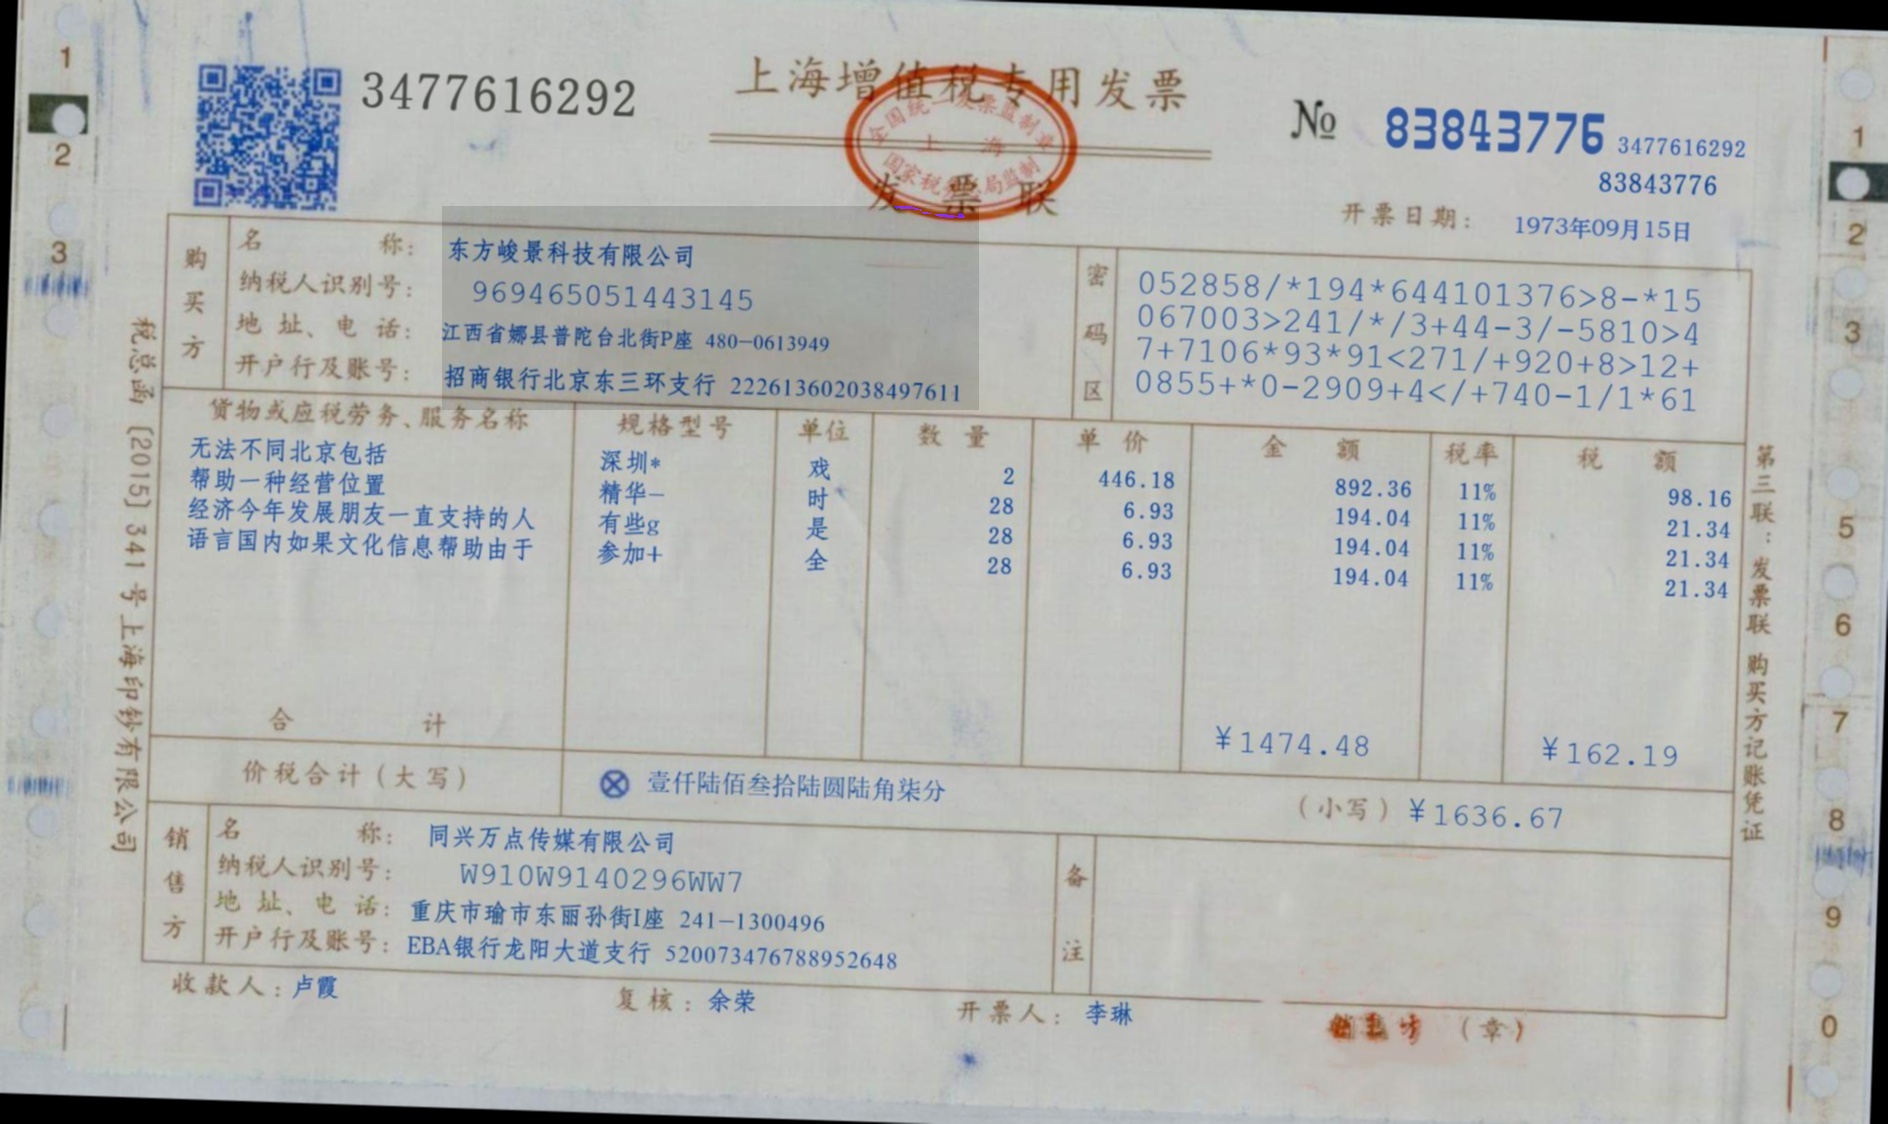 3477616292
上海增值税专用发票
全国统一发票监制章
上海
国家税务局监制
发票联
№ 83843776 3477616292
83843776
开票日期： 1973年09月15日
购买方
名称：东方峻景科技有限公司
纳税人识别号：969465051443145
地址、电话：江西省娜县普陀台北街P座 480-0613949
开户行及账号：招商银行北京东三环支行 222613602038497611
密码区
052858/*194*644101376>8-*15
067003>241/*/3+44-3/-5810>4
7+7106*93*91<271/+920+8>12+
0855+*0-2909+4</+740-1/1*61
货物或应税劳务、服务名称 规格型号 单位 数量 单价 金额 税率 税额
无法不同北京包括 深圳* 戏 2 446.18 892.36 11% 98.16
帮助一种经营位置 精华- 时 28 6.93 194.04 11% 21.34
经济今年发展朋友一直支持的人 有些g 是 28 6.93 194.04 11% 21.34
语言国内如果文化信息帮助由于 参加+ 全 28 6.93 194.04 11% 21.34
合计 ¥1474.48 ¥162.19
价税合计（大写） ⊗ 壹仟陆佰叁拾陆圆陆角柒分 （小写）¥1636.67
销售方
名称：同兴万点传媒有限公司
纳税人识别号：W910W9140296WW7
地址、电话：重庆市瑜市东丽孙街I座 241-1300496
开户行及账号：EBA银行龙阳大道支行 520073476788952648
备注
收款人：卢霞 复核：余荣 开票人：李琳 （章）
税总函〔2015〕341号上海印钞有限公司
第三联：发票联 购买方记账凭证
1
2
3
1
2
3
5
6
7
8
9
0